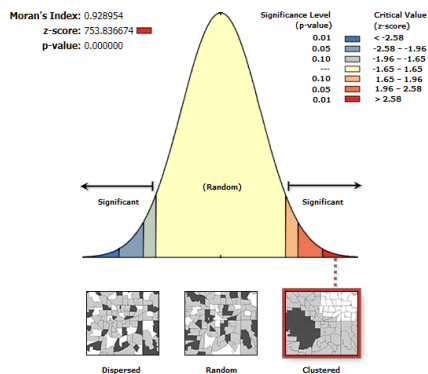 Moran's Index: 0.928954
z-score: 753.836674
p-value: 0.000000
Significance Level
(p-value)
Critical Value
(z-score)
0.01 < -2.58
0.05 -2.58 – -1.96
0.10 -1.96 – -1.65
--- -1.65 – 1.65
0.10 1.65 – 1.96
0.05 1.96 – 2.58
0.01 > 2.58
Significant
(Random)
Significant
Dispersed
Random
Clustered